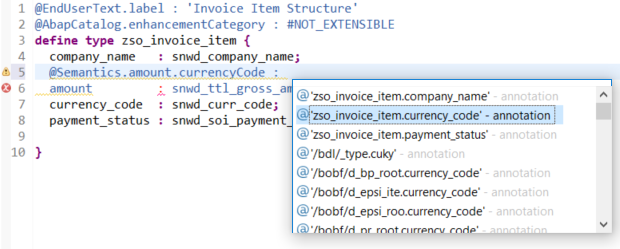 1 @EndUserText.label : 'Invoice Item Structure'
2 @AbapCatalog.enhancementCategory : #NOT_EXTENSIBLE
3 define type zso_invoice_item {
4 company_name : snwd_company_name;
5 @Semantics.amount.currencyCode :
6 amount : snwd_ttl_gross_am
7 currency_code : snwd_curr_code;
8 payment_status : snwd_soi_payment_
9
10 }
@'zso_invoice_item.company_name' - annotation
@'zso_invoice_item.currency_code' - annotation
@'zso_invoice_item.payment_status' - annotation
@'/bdl/_type.cuky' - annotation
@'/bobf/d_bp_root.currency_code' - annotation
@'/bobf/d_epsi_ite.currency_code' - annotation
@'/bobf/d_epsi_roo.currency_code' - annotation
@'/bobf/d_pr_root.currency_code' - annotation